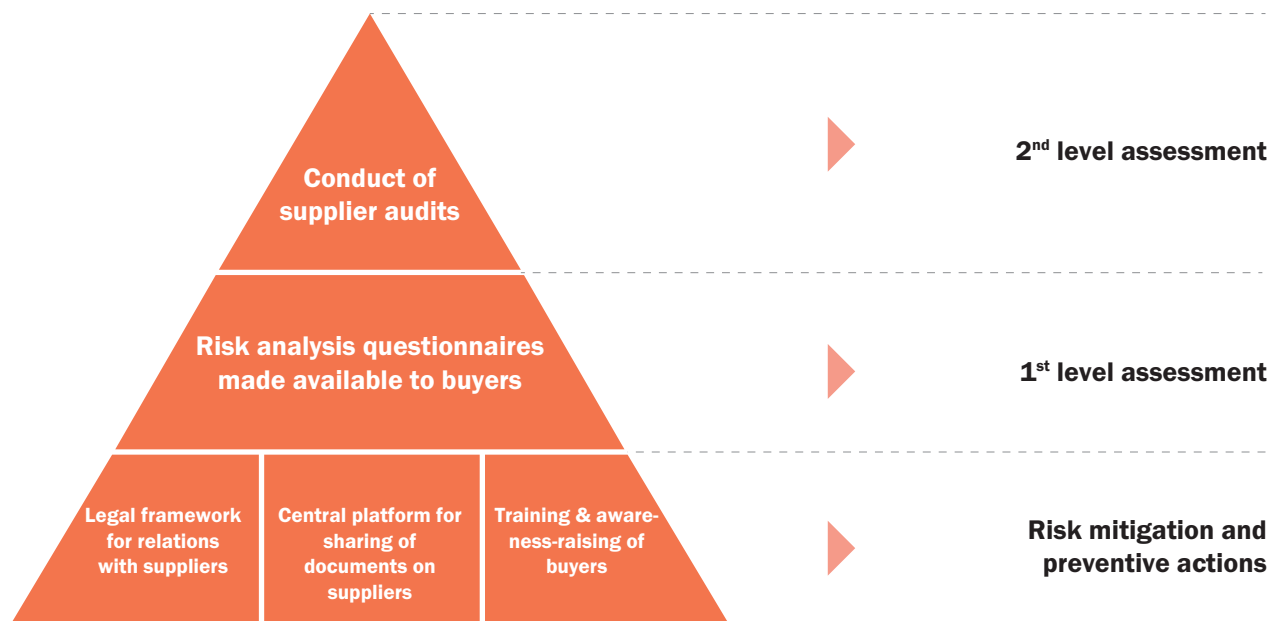 Conduct of
supplier audits
2nd level assessment
Risk analysis questionnaires
made available to buyers
1st level assessment
Legal framework
for relations
with suppliers
Central platform for
sharing of
documents on
suppliers
Training & aware-
ness-raising of
buyers
Risk mitigation and
preventive actions